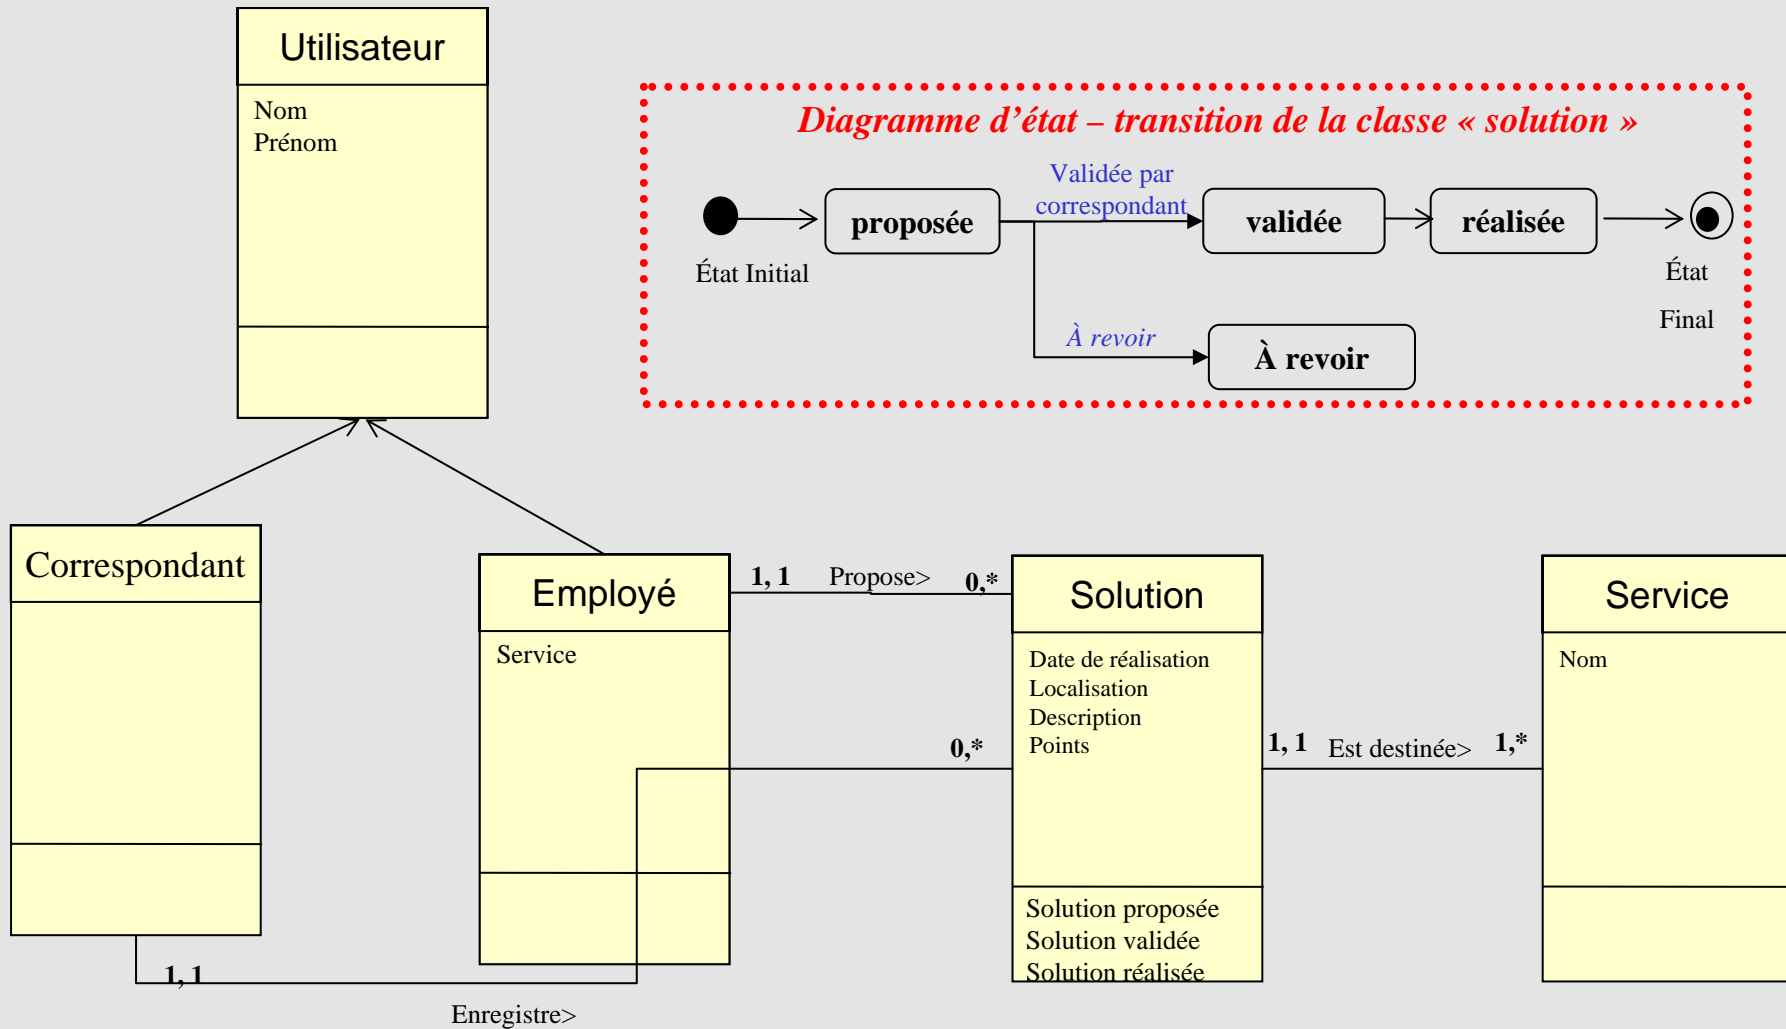 Utilisateur
Nom
Prénom
Diagramme d’état – transition de la classe « solution »
Validée par
correspondant
proposée
validée
réalisée
État Initial
État
Final
À revoir
À revoir
Correspondant
Employé
Service
1, 1
Propose>
0,*
Solution
Date de réalisation
Localisation
Description
Points
Solution proposée
Solution validée
Solution réalisée
0,*
1, 1
Est destinée>
1,*
Service
Nom
1, 1
Enregistre>